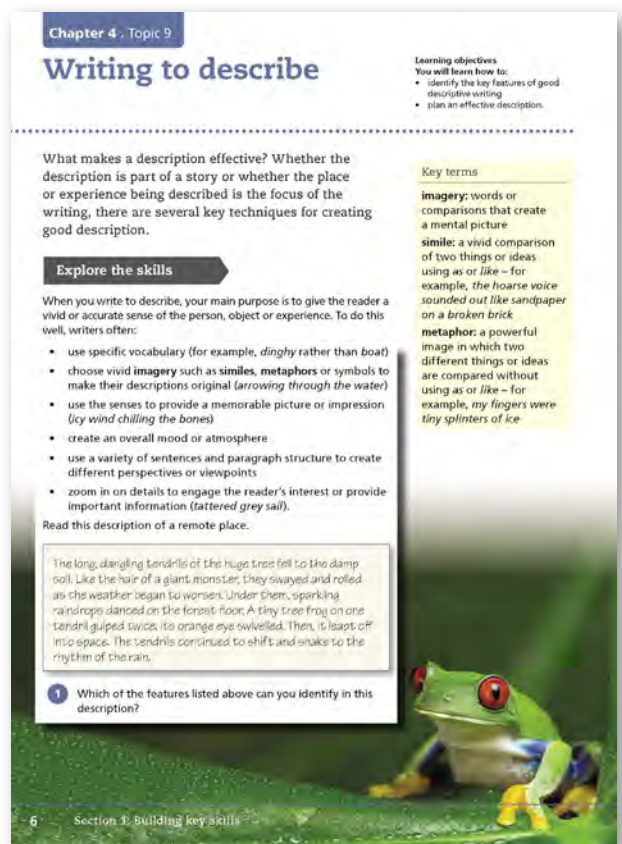 Chapter 4 . Topic 9
Writing to describe
Learning objectives
You will learn how to:
• identify the key features of good
descriptive writing
• plan an effective description.
What makes a description effective? Whether the
description is part of a story or whether the place
or experience being described is the focus of the
writing, there are several key techniques for creating
good description.
Explore the skills
When you write to describe, your main purpose is to give the reader a
vivid or accurate sense of the person, object or experience. To do this
well, writers often:
• use specific vocabulary (for example, dinghy rather than boat)
• choose vivid imagery such as similes, metaphors or symbols to
make their descriptions original (arrowing through the water)
• use the senses to provide a memorable picture or impression
(icy wind chilling the bones)
• create an overall mood or atmosphere
• use a variety of sentences and paragraph structure to create
different perspectives or viewpoints
• zoom in on details to engage the reader's interest or provide
important information (tattered grey sail).
Read this description of a remote place.
The long, dangling tendrils of the huge tree fell to the damp
soil. Like the hair of a giant monster, they swayed and rolled
as the weather began to worsen. Under them, sparkling
raindrops danced on the forest floor. A tiny tree frog on one
tendril gulped twice; its orange eye swivelled. Then, it leapt off
into space. The tendrils continued to shift and shake to the
rhythm of the rain.
1 Which of the features listed above can you identify in this
description?
Key terms
imagery: words or
comparisons that create
a mental picture
simile: a vivid comparison
of two things or ideas
using as or like – for
example, the hoarse voice
sounded out like sandpaper
on a broken brick
metaphor: a powerful
image in which two
different things or ideas
are compared without
using as or like – for
example, my fingers were
tiny splinters of ice
6 Section 1: Building key skills